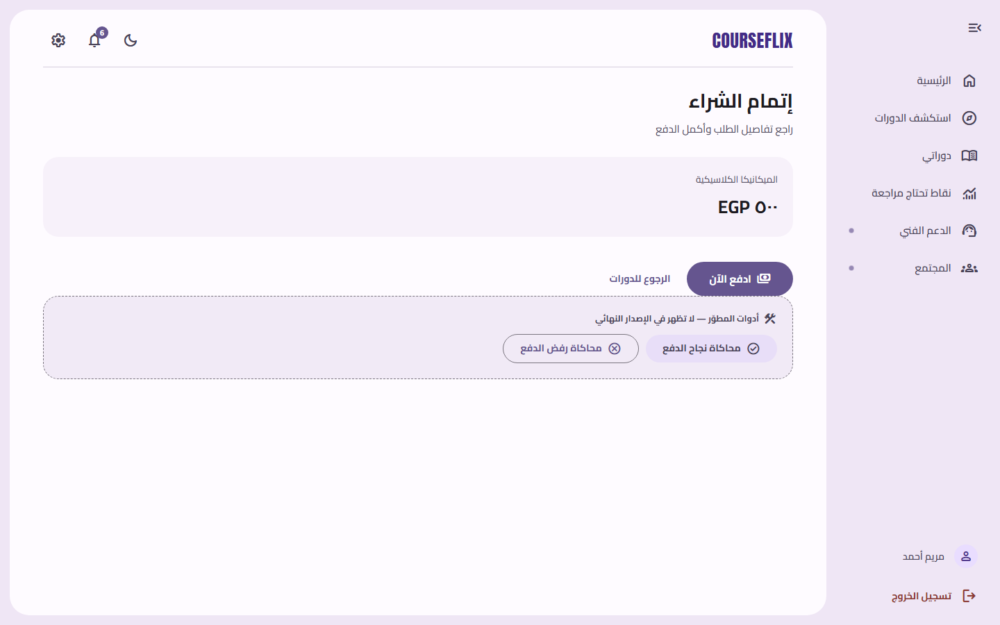 COURSEFLIX
6
إتمام الشراء
راجع تفاصيل الطلب وأكمل الدفع
الميكانيكا الكلاسيكية
٥٠٠ EGP
ادفع الآن
الرجوع للدورات
أدوات المطوّر — لا تظهر في الإصدار النهائي
محاكاة نجاح الدفع
محاكاة رفض الدفع
الرئيسية
استكشف الدورات
دوراتي
نقاط تحتاج مراجعة
الدعم الفني
المجتمع
مريم أحمد
تسجيل الخروج